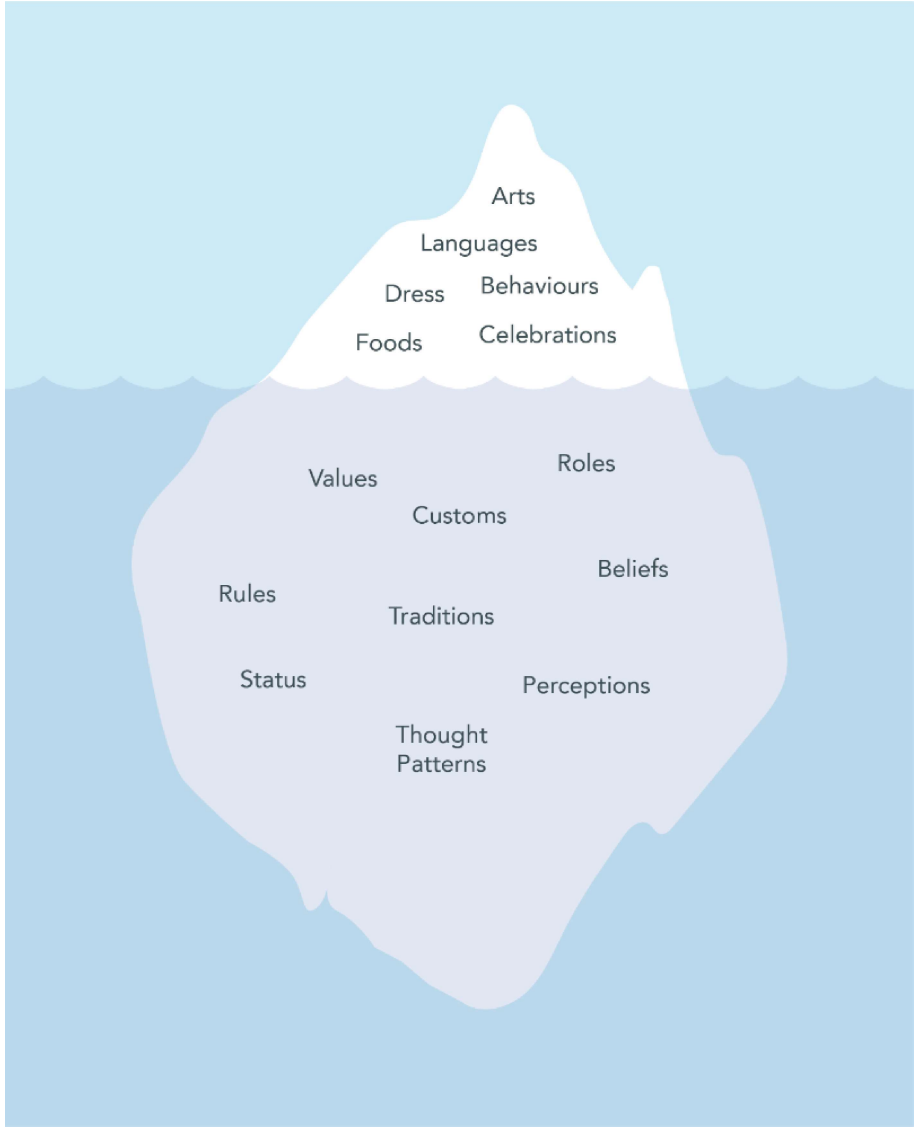 Arts
Languages
Dress
Behaviours
Foods
Celebrations
Values
Roles
Customs
Beliefs
Rules
Traditions
Status
Perceptions
Thought
Patterns